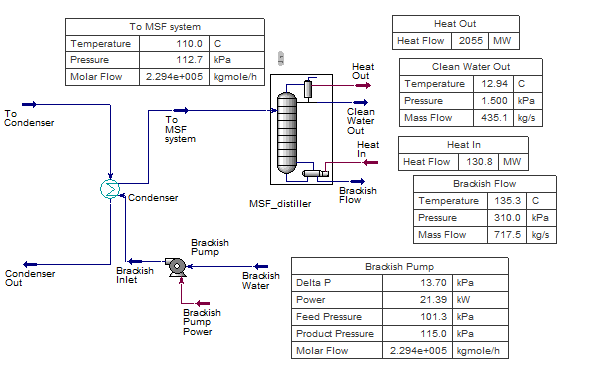 To MSF system
Temperature 110.0 C
Pressure 112.7 kPa
Molar Flow 2.294e+005 kgmole/h
Heat Out
Heat Flow 2055 MW
Clean Water Out
Temperature 12.94 C
Pressure 1.500 kPa
Mass Flow 435.1 kg/s
Heat In
Heat Flow 130.8 MW
Brackish Flow
Temperature 135.3 C
Pressure 310.0 kPa
Mass Flow 717.5 kg/s
To
Condenser
To
MSF
system
Heat
Out
Clean
Water
Out
Heat
In
Brackish
Flow
MSF_distiller
Condenser
Condenser
Out
Brackish
Inlet
Brackish
Pump
Brackish
Water
Brackish
Pump
Power
Brackish Pump
Delta P 13.70 kPa
Power 21.39 kW
Feed Pressure 101.3 kPa
Product Pressure 115.0 kPa
Molar Flow 2.294e+005 kgmole/h